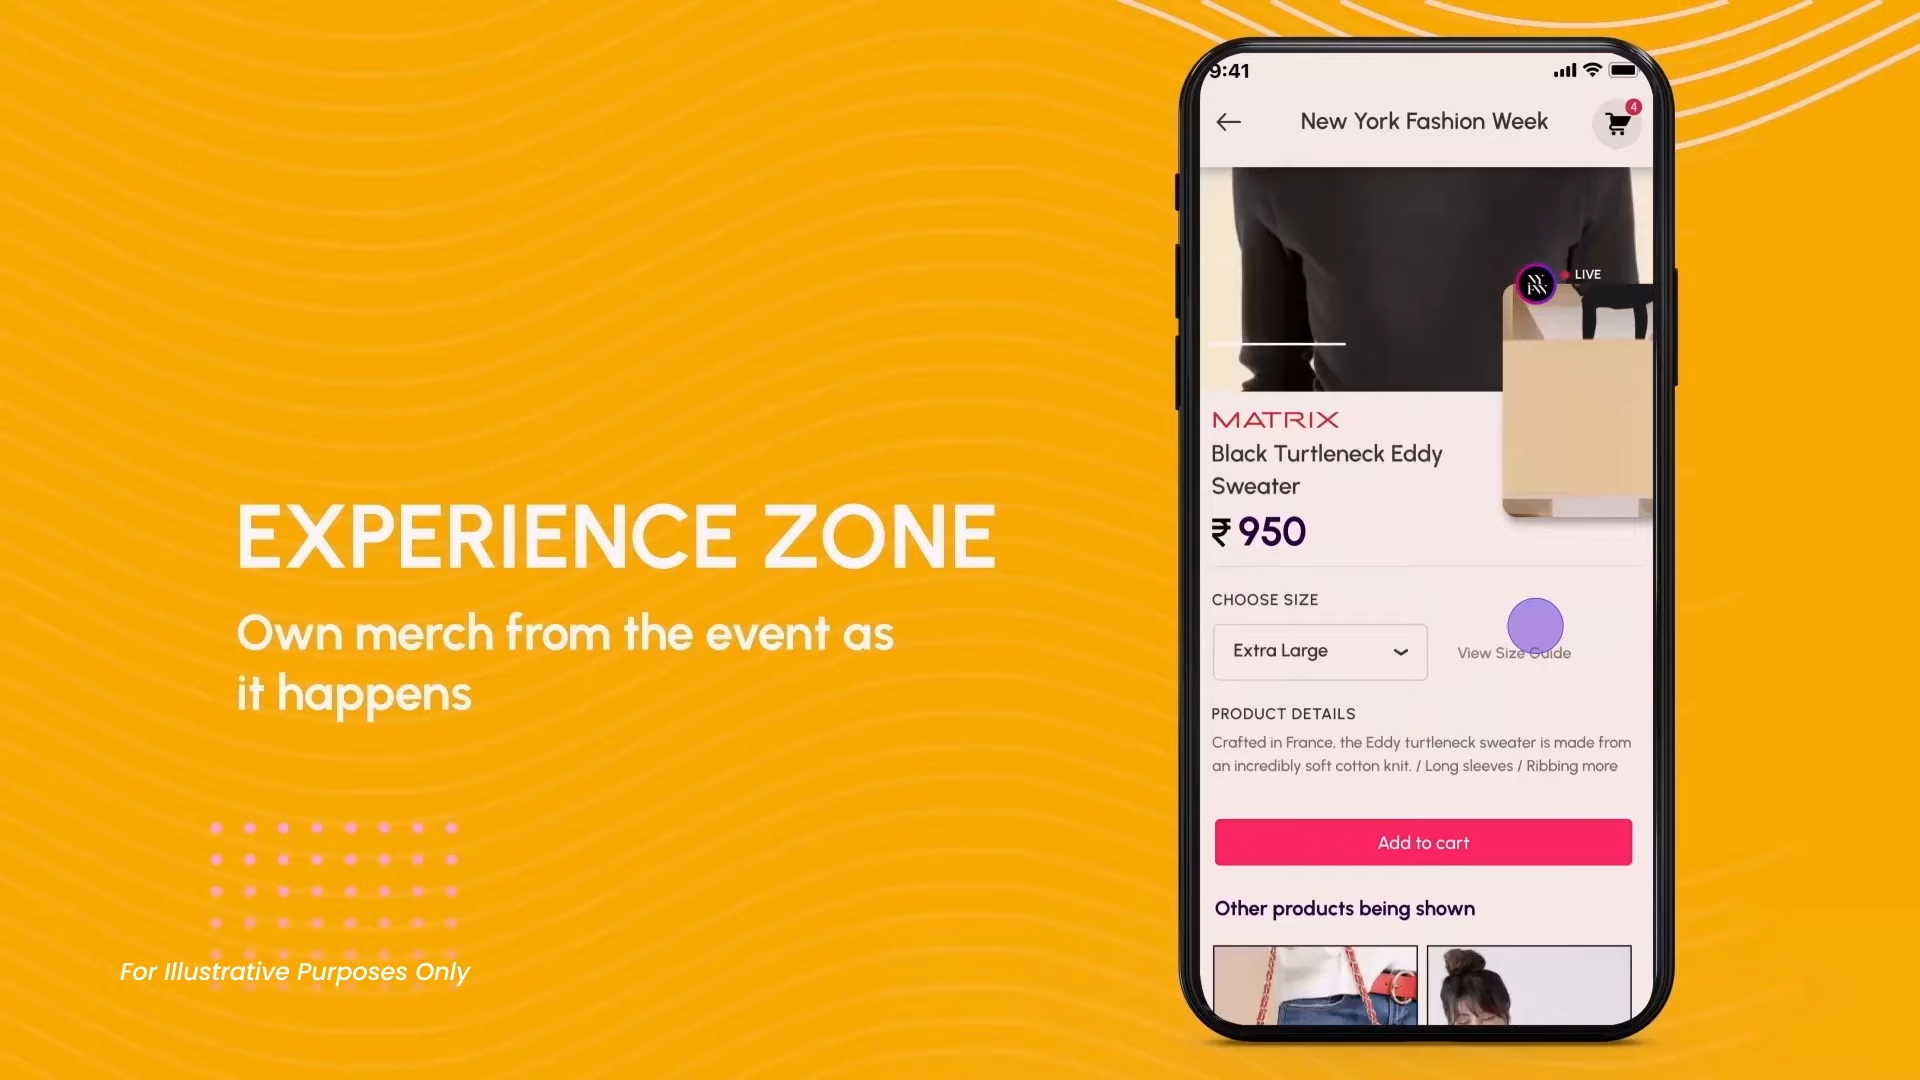 EXPERIENCE ZONE
Own merch from the event as
it happens
For Illustrative Purposes Only
9:41
New York Fashion Week
4
LIVE
MATRIX
Black Turtleneck Eddy
Sweater
₹ 950
CHOOSE SIZE
Extra Large
View Size Guide
PRODUCT DETAILS
Crafted in France, the Eddy turtleneck sweater is made from
an incredibly soft cotton knit. / Long sleeves / Ribbing more
Add to cart
Other products being shown